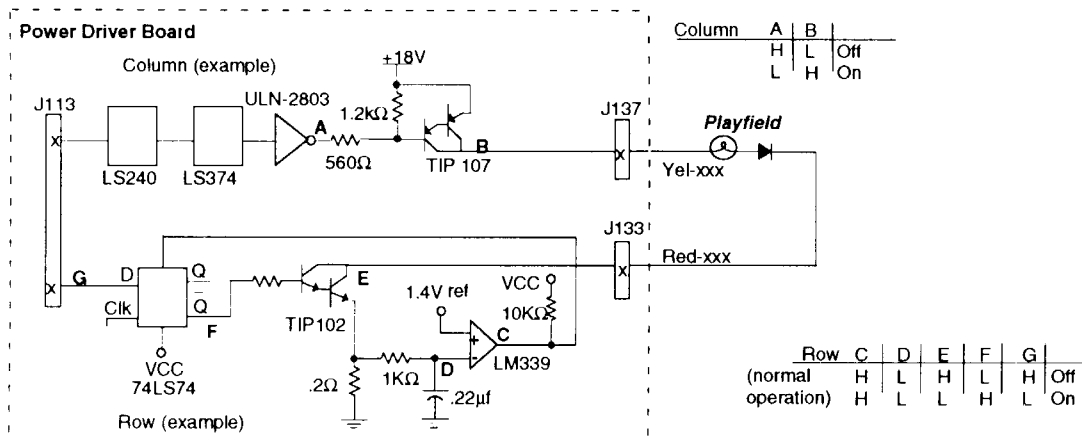 Power Driver Board
Column (example)
+18V
J113
ULN-2803
1.2kΩ
A
B
560Ω
TIP 107
LS240
LS374
J137
Playfield
Yel-xxx
Column A B
H L Off
L H On
x
x
x
x
G
D
Q
Q
Clk
F
VCC
74LS74
TIP102
E
1.4V ref
VCC
10KΩ
C
+
-
LM339
.2Ω
1KΩ
D
.22µf
J133
Red-xxx
Row (example)
Row C D E F G
(normal H L H L H Off
operation) H L L H L On